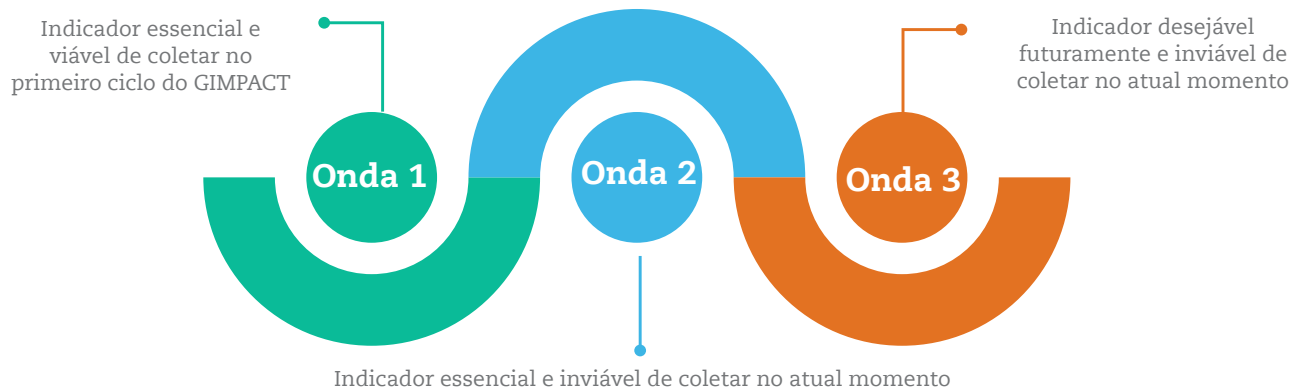 Indicador essencial e
viável de coletar no
primeiro ciclo do GIMPACT
Indicador desejável
futuramente e inviável de
coletar no atual momento
Onda 1
Onda 2
Onda 3
Indicador essencial e inviável de coletar no atual momento